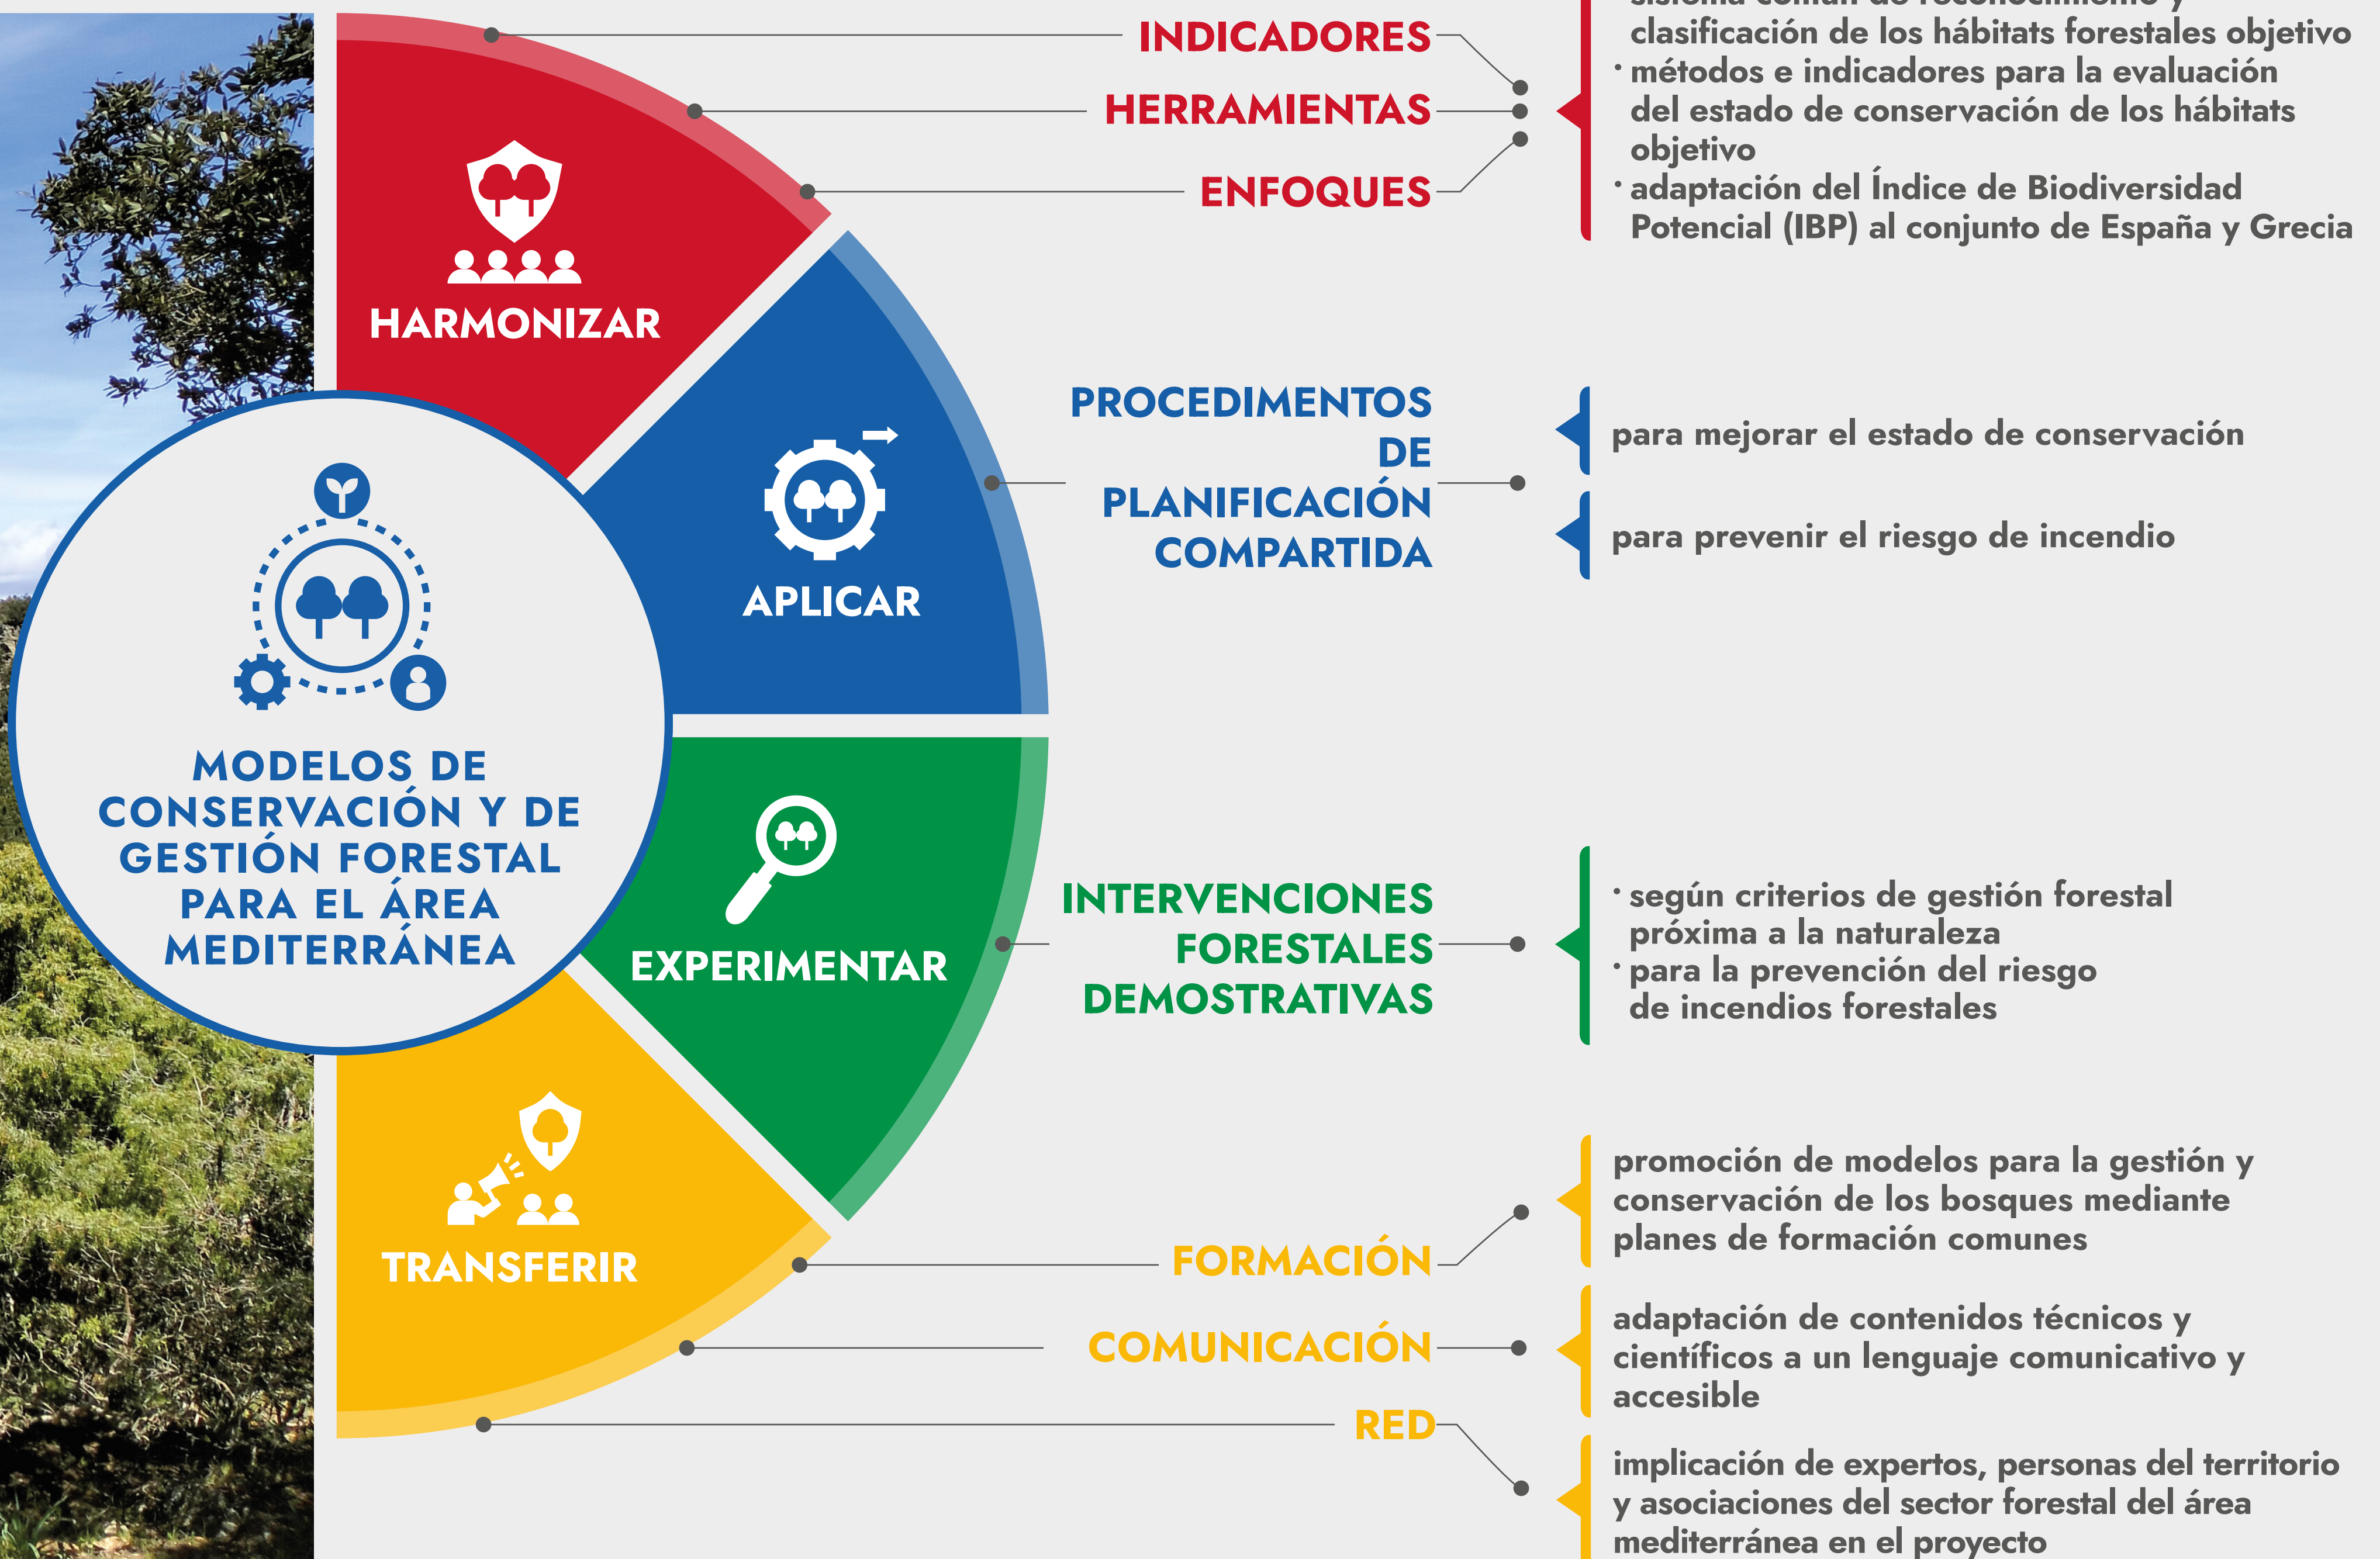 INDICADORES
HERRAMIENTAS
ENFOQUES
sistema común de reconocimiento y
clasificación de los hábitats forestales objetivo
· métodos e indicadores para la evaluación
del estado de conservación de los hábitats
objetivo
· adaptación del Índice de Biodiversidad
Potencial (IBP) al conjunto de España y Grecia
HARMONIZAR
PROCEDIMENTOS
DE
PLANIFICACIÓN
COMPARTIDA
para mejorar el estado de conservación
para prevenir el riesgo de incendio
APLICAR
MODELOS DE
CONSERVACIÓN Y DE
GESTIÓN FORESTAL
PARA EL ÁREA
MEDITERRÁNEA
EXPERIMENTAR
INTERVENCIONES
FORESTALES
DEMOSTRATIVAS
· según criterios de gestión forestal
próxima a la naturaleza
· para la prevención del riesgo
de incendios forestales
TRANSFERIR
FORMACIÓN
promoción de modelos para la gestión y
conservación de los bosques mediante
planes de formación comunes
COMUNICACIÓN
adaptación de contenidos técnicos y
científicos a un lenguaje comunicativo y
accesible
RED
implicación de expertos, personas del territorio
y asociaciones del sector forestal del área
mediterránea en el proyecto